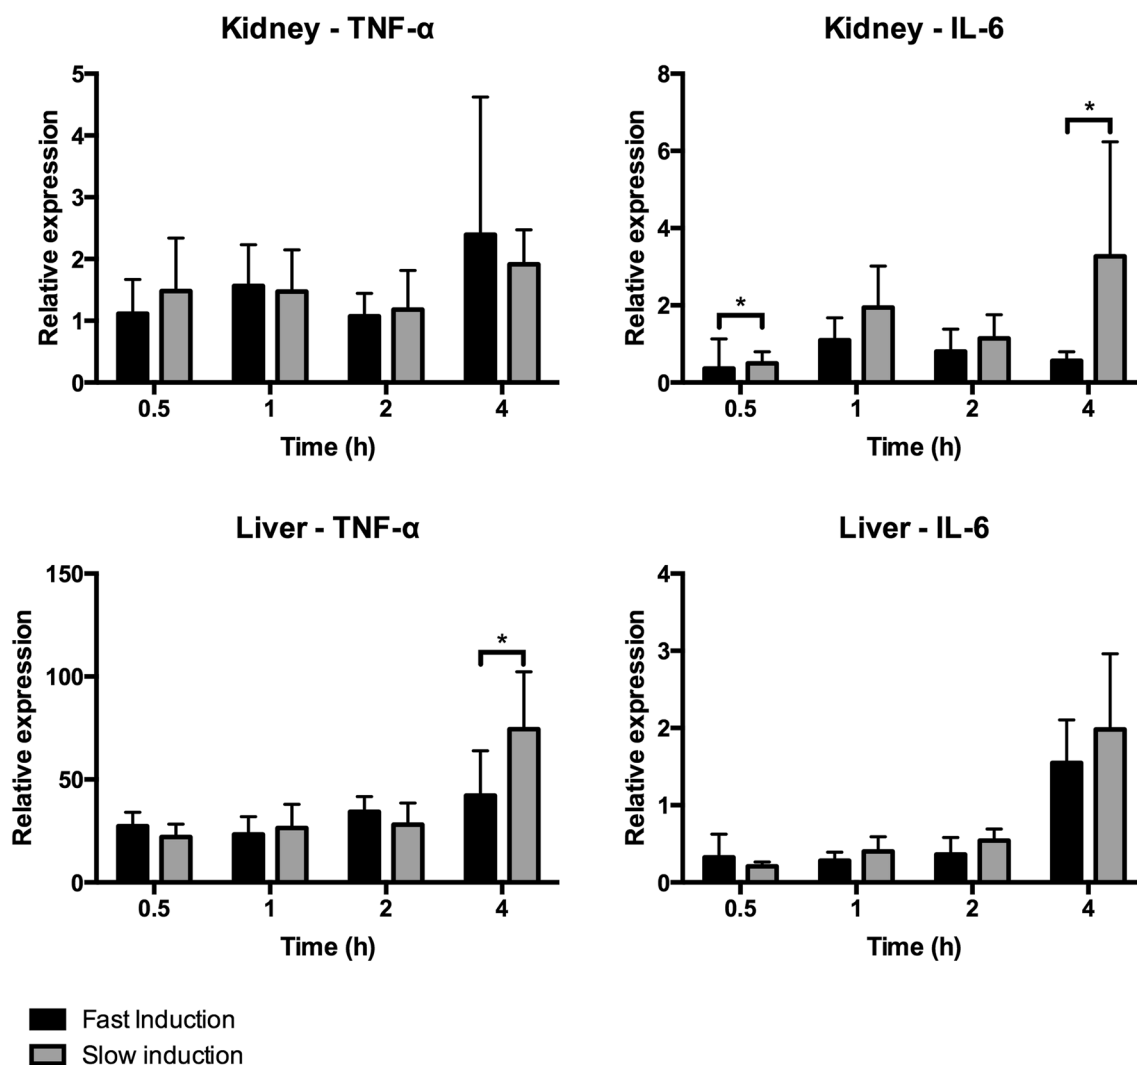 Kidney - TNF-α
Relative expression
5
4
3
2
1
0
0.5 1 2 4
Time (h)
Kidney - IL-6
Relative expression
8
6
4
2
0
* *
0.5 1 2 4
Time (h)
Liver - TNF-α
Relative expression
150
100
50
0
*
0.5 1 2 4
Time (h)
Liver - IL-6
Relative expression
4
3
2
1
0
0.5 1 2 4
Time (h)
Fast Induction
Slow induction